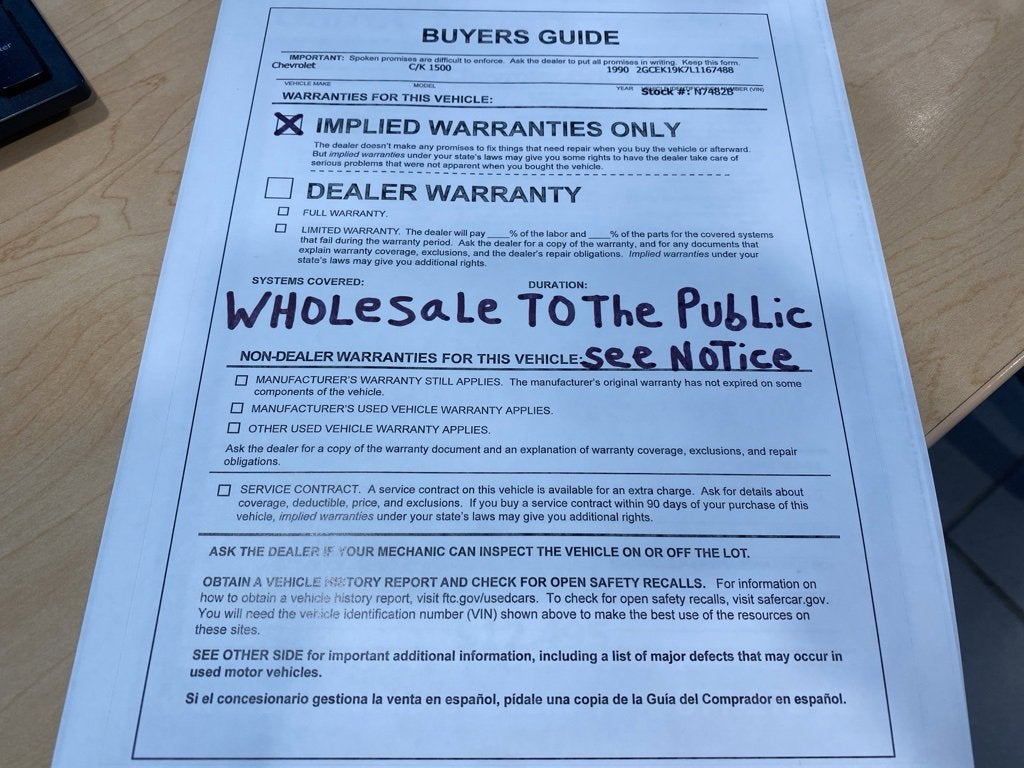 BUYERS GUIDE
IMPORTANT: Spoken promises are difficult to enforce. Ask the dealer to put all promises in writing. Keep this form.
Chevrolet C/K 1500 1990 2GCEK19K7L1167488
VEHICLE MAKE MODEL YEAR VEHICLE IDENTIFICATION NUMBER (VIN)
Stock #: N7482B
WARRANTIES FOR THIS VEHICLE:
IMPLIED WARRANTIES ONLY
The dealer doesn't make any promises to fix things that need repair when you buy the vehicle or afterward.
But implied warranties under your state's laws may give you some rights to have the dealer take care of
serious problems that were not apparent when you bought the vehicle.
DEALER WARRANTY
FULL WARRANTY.
LIMITED WARRANTY. The dealer will pay ____% of the labor and ____% of the parts for the covered systems
that fail during the warranty period. Ask the dealer for a copy of the warranty, and for any documents that
explain warranty coverage, exclusions, and the dealer's repair obligations. Implied warranties under your
state's laws may give you additional rights.
SYSTEMS COVERED: DURATION:
WHOLesale TO The PubLic
NON-DEALER WARRANTIES FOR THIS VEHICLE: see NoTice
MANUFACTURER'S WARRANTY STILL APPLIES. The manufacturer's original warranty has not expired on some
components of the vehicle.
MANUFACTURER'S USED VEHICLE WARRANTY APPLIES.
OTHER USED VEHICLE WARRANTY APPLIES.
Ask the dealer for a copy of the warranty document and an explanation of warranty coverage, exclusions, and repair
obligations.
SERVICE CONTRACT. A service contract on this vehicle is available for an extra charge. Ask for details about
coverage, deductible, price, and exclusions. If you buy a service contract within 90 days of your purchase of this
vehicle, implied warranties under your state's laws may give you additional rights.
ASK THE DEALER IF YOUR MECHANIC CAN INSPECT THE VEHICLE ON OR OFF THE LOT.
OBTAIN A VEHICLE HISTORY REPORT AND CHECK FOR OPEN SAFETY RECALLS. For information on
how to obtain a vehicle history report, visit ftc.gov/usedcars. To check for open safety recalls, visit safercar.gov.
You will need the vehicle identification number (VIN) shown above to make the best use of the resources on
these sites.
SEE OTHER SIDE for important additional information, including a list of major defects that may occur in
used motor vehicles.
Si el concesionario gestiona la venta en español, pídale una copia de la Guía del Comprador en español.